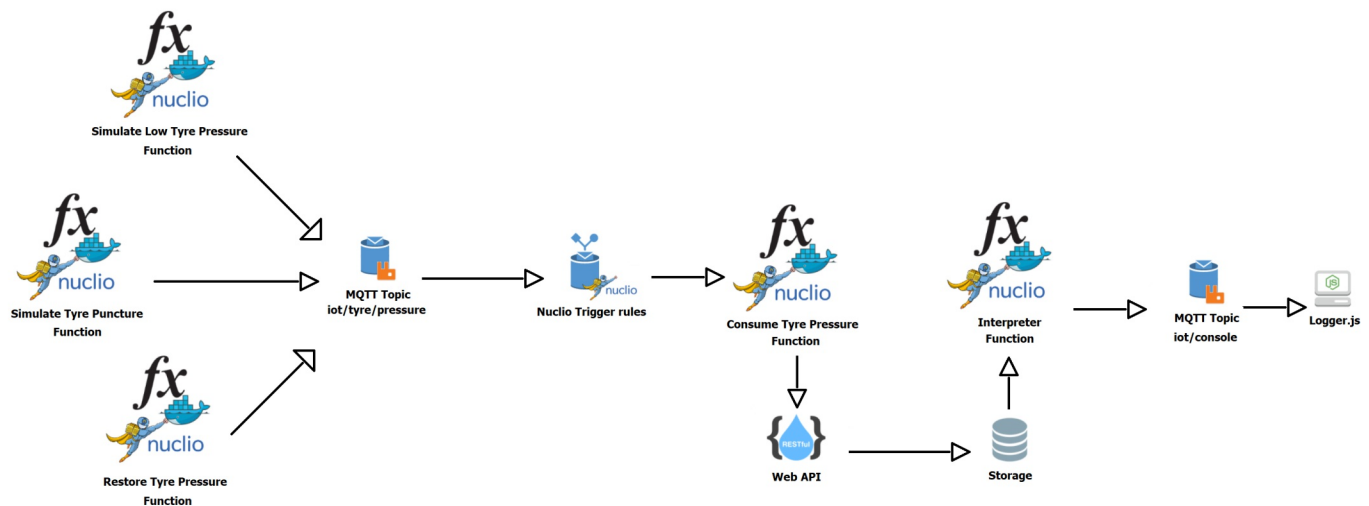 fx
nuclio
Simulate Low Tyre Pressure
Function
fx
nuclio
Simulate Tyre Puncture
Function
fx
nuclio
Restore Tyre Pressure
Function
MQTT Topic
iot/tyre/pressure
nuclio
Nuclio Trigger rules
fx
nuclio
Consume Tyre Pressure
Function
{RESTful}
Web API
Storage
fx
nuclio
Interpreter
Function
MQTT Topic
iot/console
JS
Logger.js